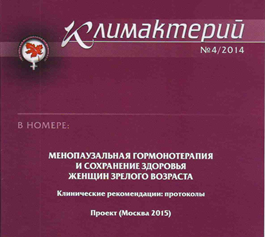 Климактерий
№4/2014
В НОМЕРЕ:
МЕНОПАУЗАЛЬНАЯ ГОРМОНОТЕРАПИЯ
И СОХРАНЕНИЕ ЗДОРОВЬЯ
ЖЕНЩИН ЗРЕЛОГО ВОЗРАСТА
Клинические рекомендации: протоколы
Проект (Москва 2015)